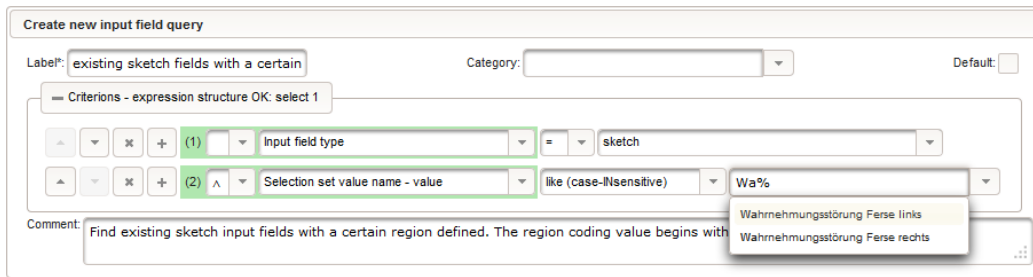 Create new input field query
Label*: existing sketch fields with a certain Category: Default:
Criterions - expression structure OK: select 1
(1) Input field type = sketch
(2) ∧ Selection set value name - value like (case-INsensitive) Wa%
Wahrnehmungsstörung Ferse links
Wahrnehmungsstörung Ferse rechts
Comment: Find existing sketch input fields with a certain region defined. The region coding value begins with